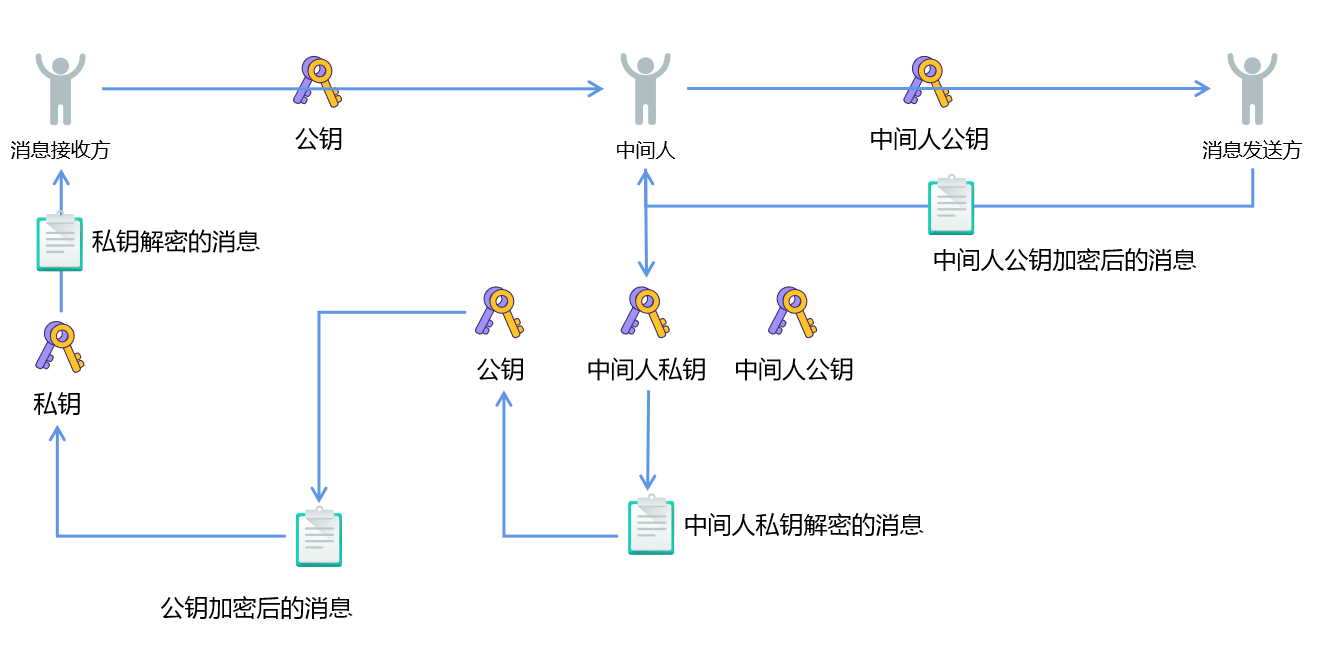 公钥
中间人公钥
消息接收方
中间人
消息发送方
私钥解密的消息
中间人公钥加密后的消息
公钥
中间人私钥
中间人公钥
私钥
中间人私钥解密的消息
公钥加密后的消息